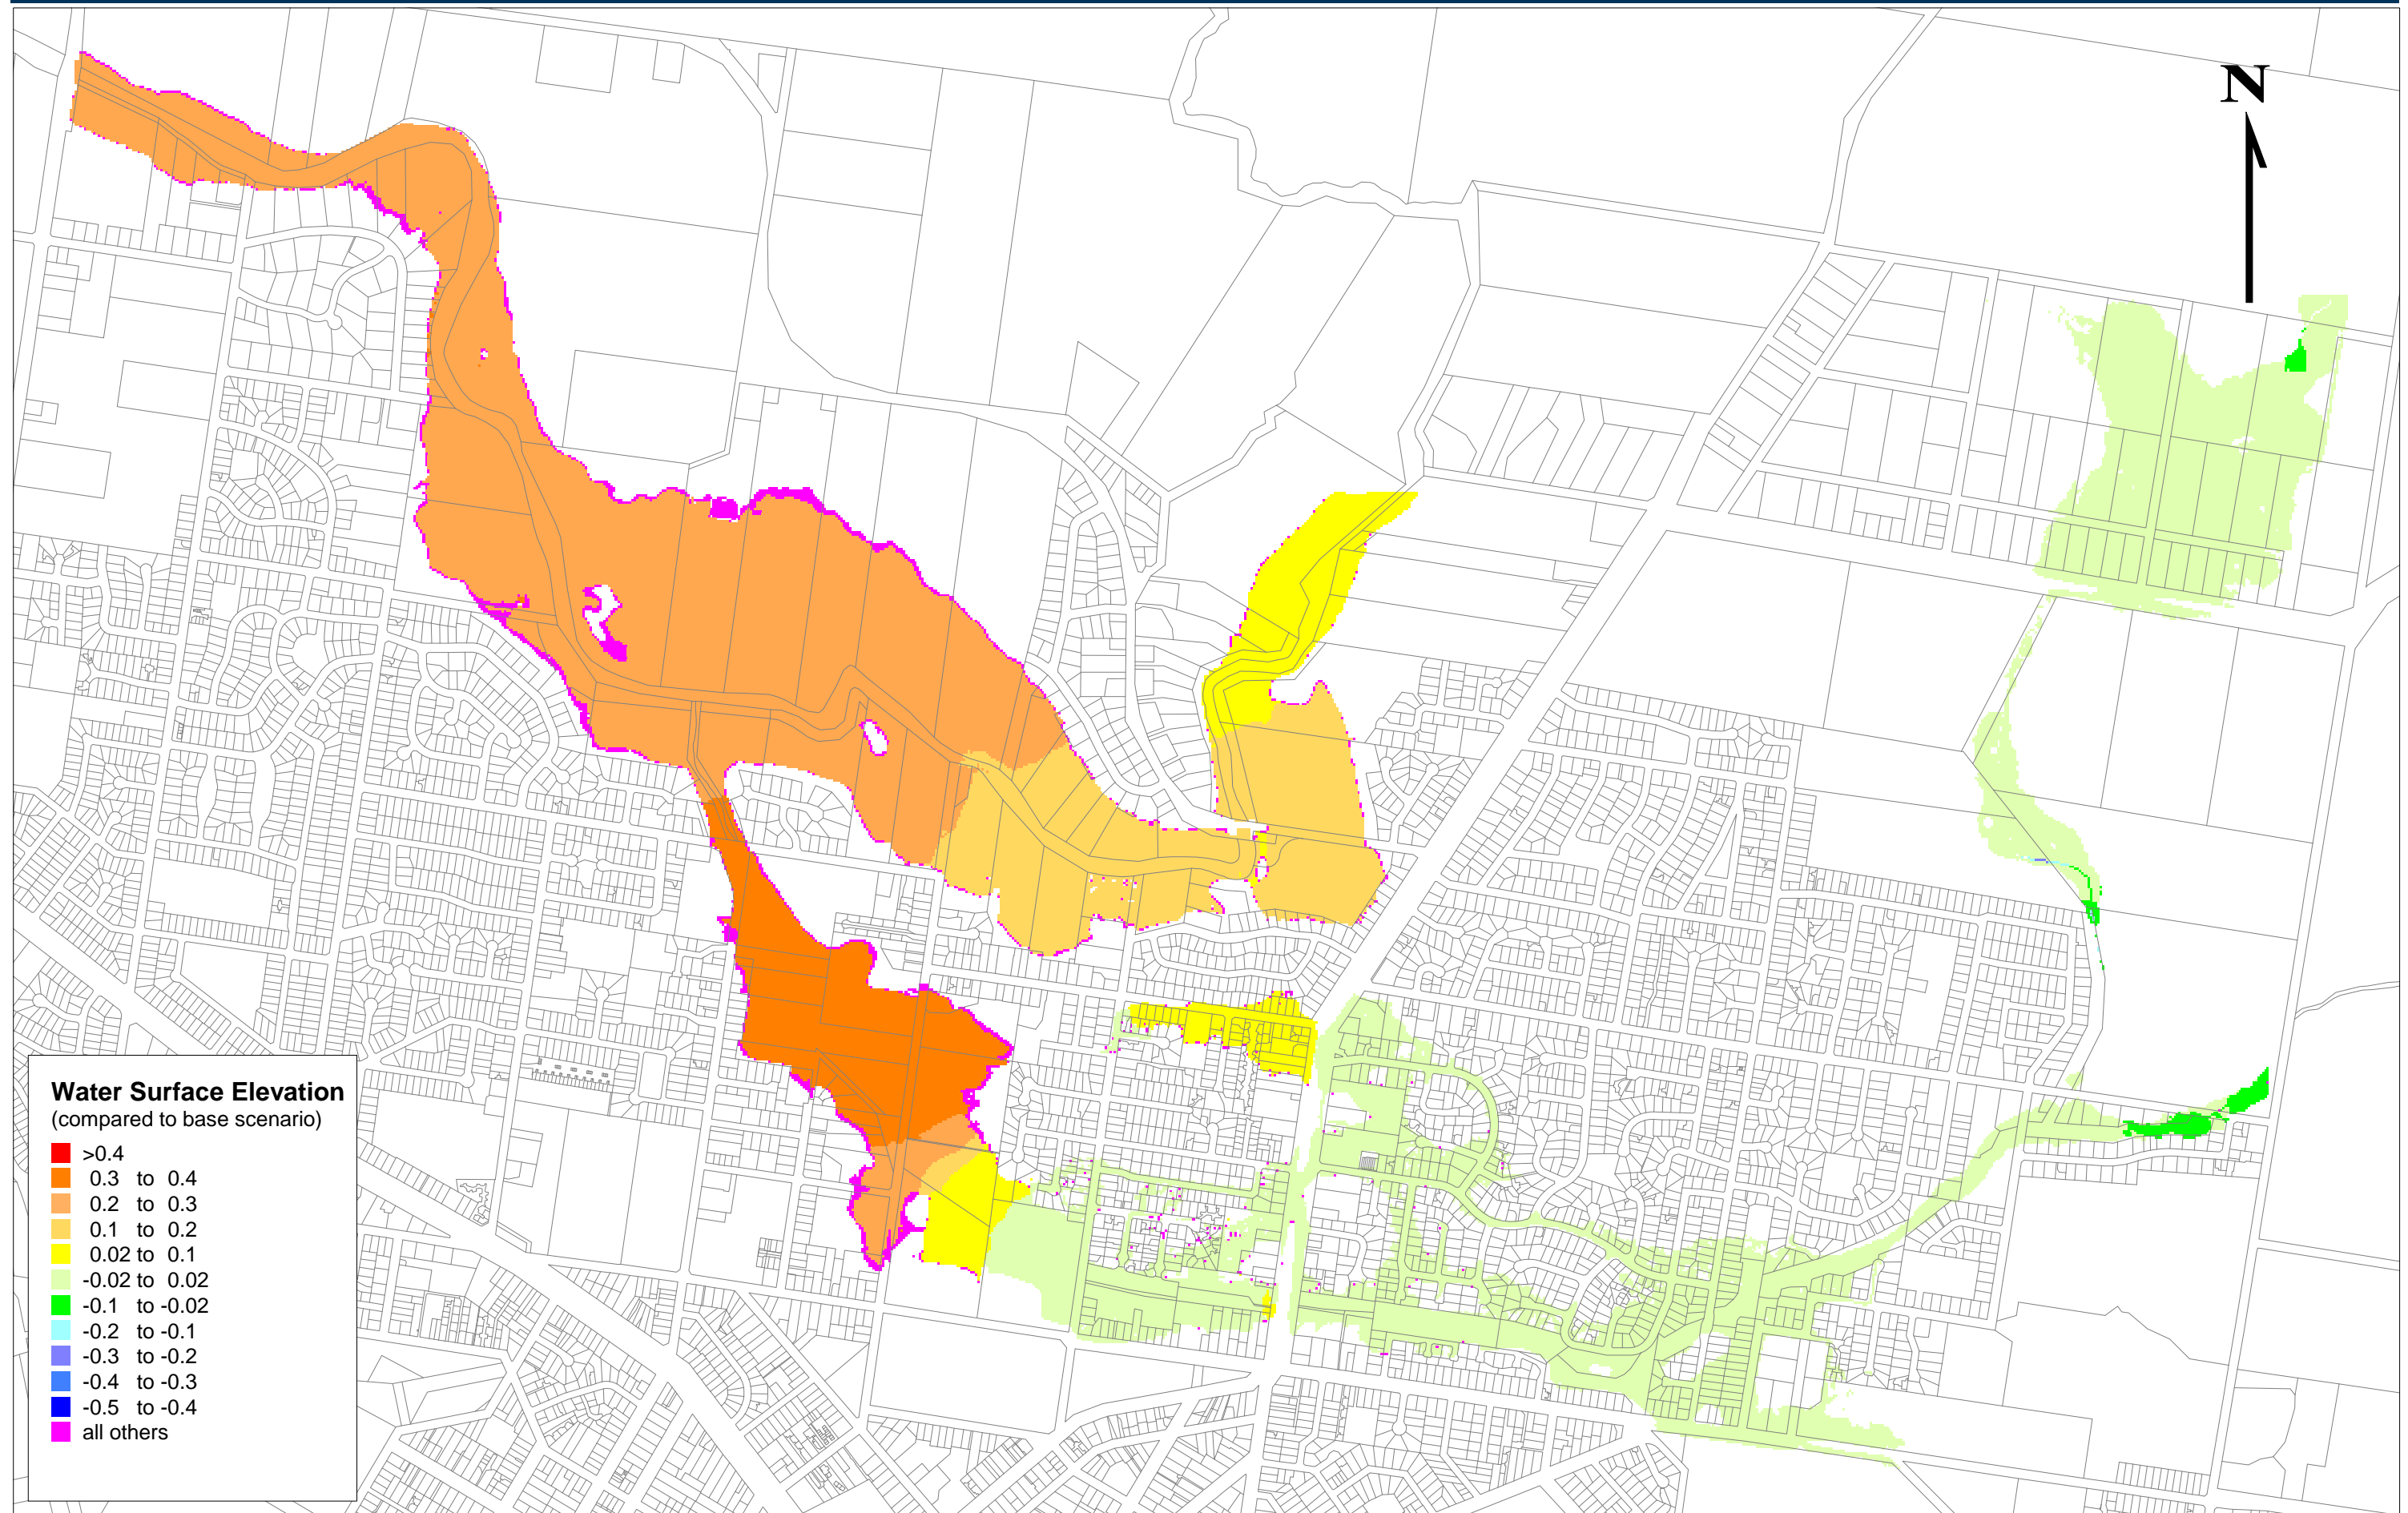 N
Water Surface Elevation
(compared to base scenario)
>0.4
0.3 to 0.4
0.2 to 0.3
0.1 to 0.2
0.02 to 0.1
-0.02 to 0.02
-0.1 to -0.02
-0.2 to -0.1
-0.3 to -0.2
-0.4 to -0.3
-0.5 to -0.4
all others